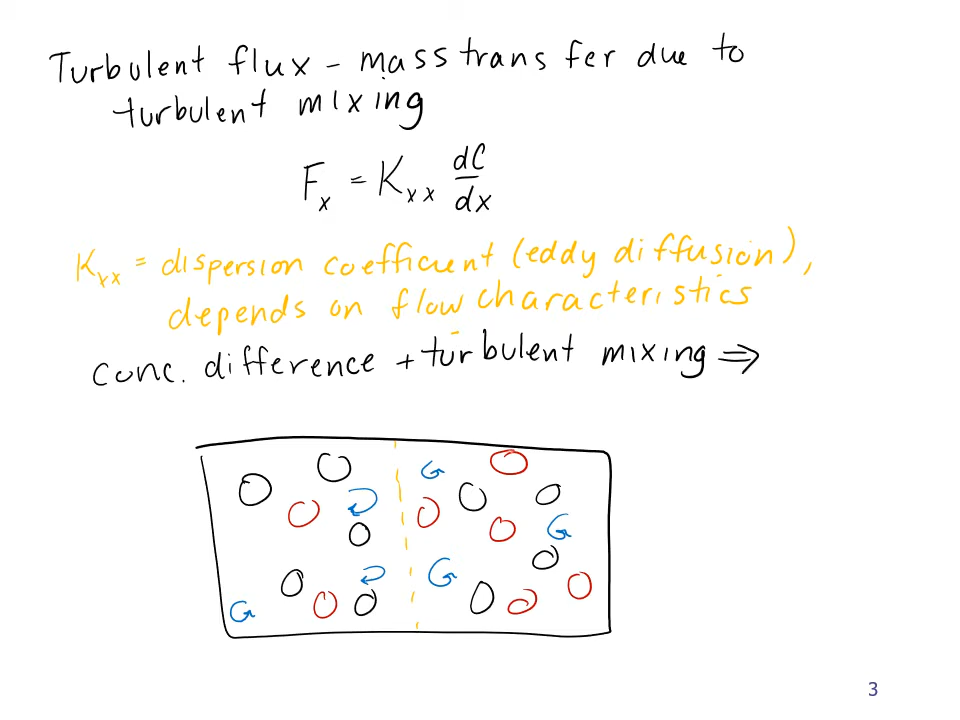 Turbulent flux - mass transfer due to
turbulent mixing
F_x = K_xx dC/dx
K_xx = dispersion coefficient (eddy diffusion),
depends on flow characteristics
conc. difference + turbulent mixing ⇒
3